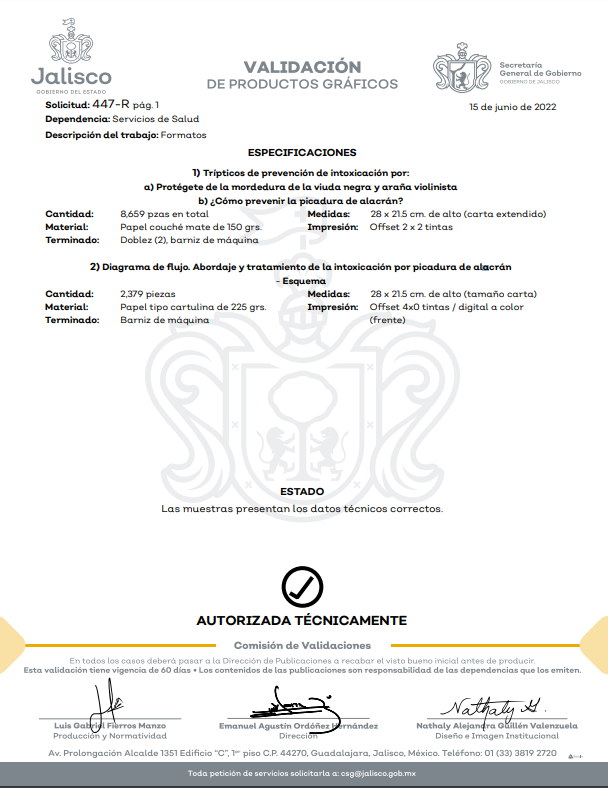 Jalisco
GOBIERNO DEL ESTADO
VALIDACIÓN
DE PRODUCTOS GRÁFICOS
Secretaría
General de Gobierno
GOBIERNO DE JALISCO
Solicitud: 447-R pág. 1
15 de junio de 2022
Dependencia: Servicios de Salud
Descripción del trabajo: Formatos
ESPECIFICACIONES
1) Trípticos de prevención de intoxicación por:
a) Protégete de la mordedura de la viuda negra y araña violinista
b) ¿Cómo prevenir la picadura de alacrán?
Cantidad: 8,659 pzas en total Medidas: 28 x 21.5 cm. de alto (carta extendido)
Material: Papel couché mate de 150 grs. Impresión: Offset 2 x 2 tintas
Terminado: Doblez (2), barniz de máquina
2) Diagrama de flujo. Abordaje y tratamiento de la intoxicación por picadura de alacrán
- Esquema
Cantidad: 2,379 piezas Medidas: 28 x 21.5 cm. de alto (tamaño carta)
Material: Papel tipo cartulina de 225 grs. Impresión: Offset 4x0 tintas / digital a color
Terminado: Barniz de máquina (frente)
ESTADO
Las muestras presentan los datos técnicos correctos.
AUTORIZADA TÉCNICAMENTE
Comisión de Validaciones
En todos los casos deberá pasar a la Dirección de Publicaciones a recabar el visto bueno inicial antes de producir.
Esta validación tiene vigencia de 60 días • Los contenidos de las publicaciones son responsabilidad de las dependencias que los emiten.
Nathaly G.
Luis Gabriel Fierros Manzo
Producción y Normatividad
Emanuel Agustín Ordóñez Hernández
Dirección
Nathaly Alejandra Guillén Valenzuela
Diseño e Imagen Institucional
Av. Prolongación Alcalde 1351 Edificio "C", 1er piso C.P. 44270, Guadalajara, Jalisco, México. Teléfono: 01 (33) 3819 2720
Toda petición de servicios solicitarla a: csg@jalisco.gob.mx